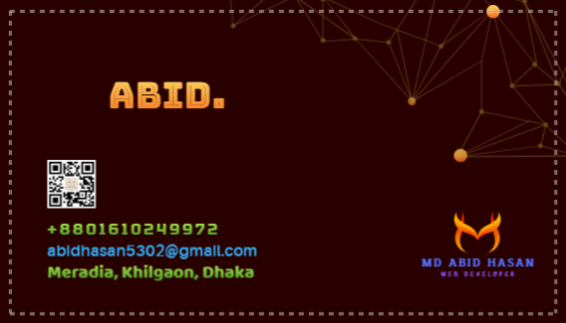 ABID.
+8801610249972
abidhasan5302@gmail.com
Meradia, Khilgaon, Dhaka
MD ABID HASAN
WEB DEVELOPER